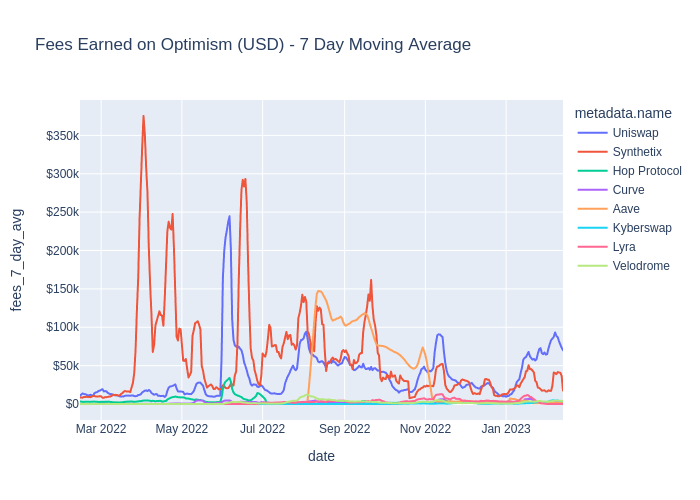 Fees Earned on Optimism (USD) - 7 Day Moving Average
metadata.name
Uniswap
Synthetix
Hop Protocol
Curve
Aave
Kyberswap
Lyra
Velodrome
fees_7_day_avg
$350k
$300k
$250k
$200k
$150k
$100k
$50k
$0
Mar 2022
May 2022
Jul 2022
Sep 2022
Nov 2022
Jan 2023
date